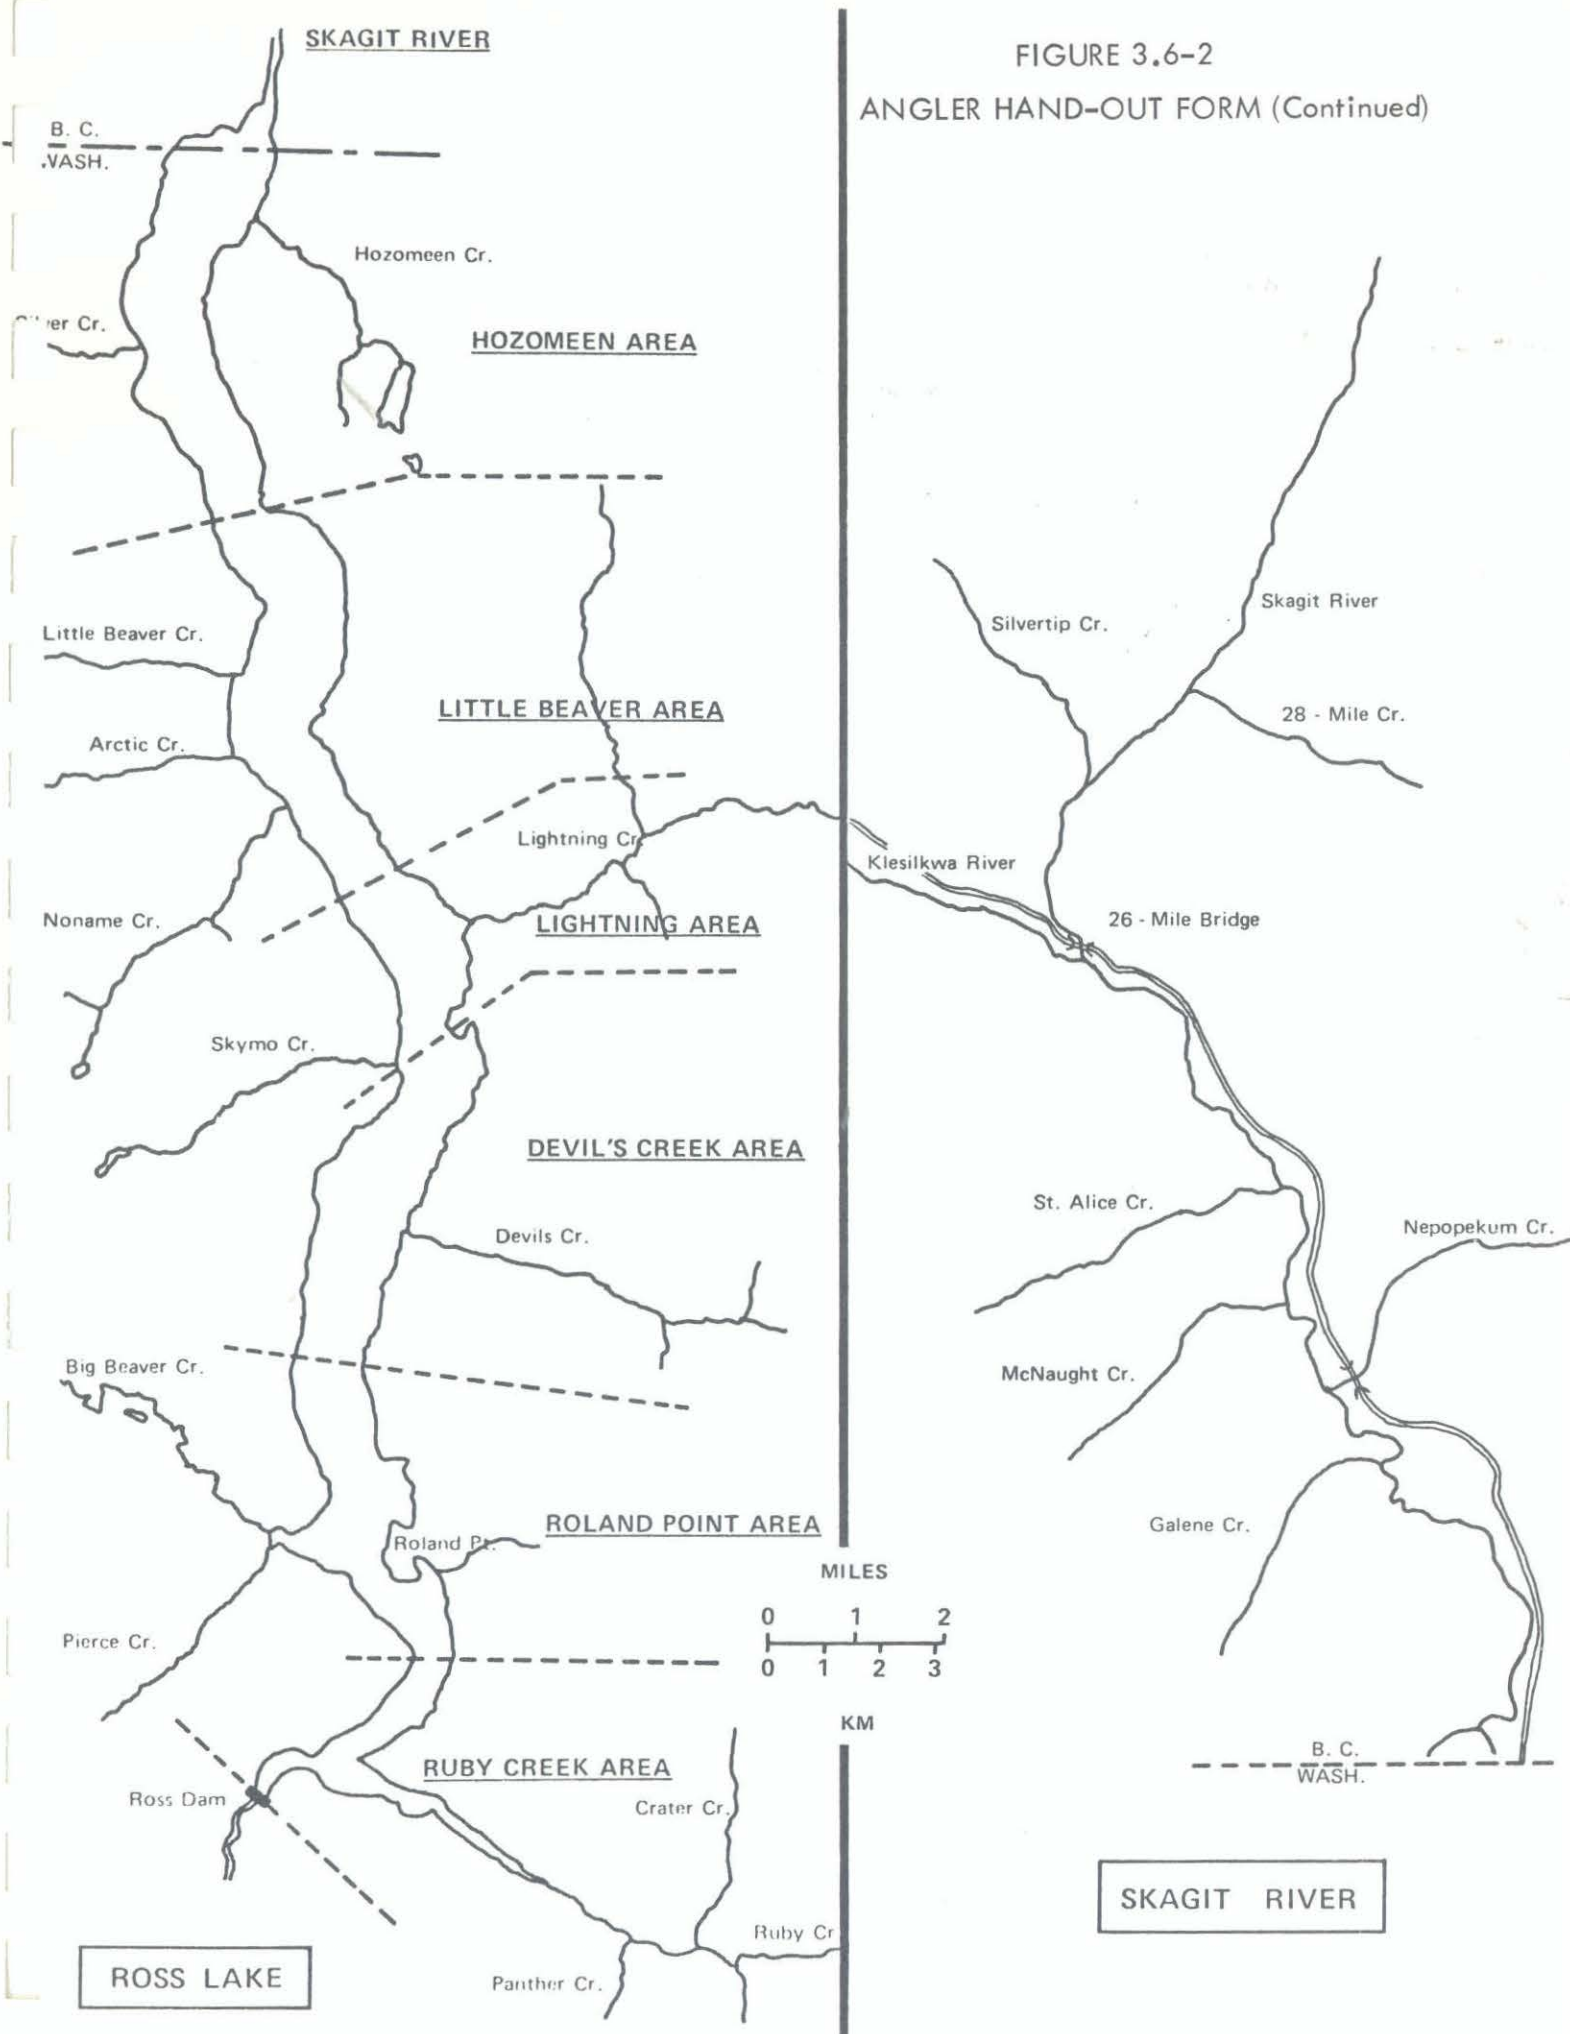 FIGURE 3.6-2
ANGLER HAND-OUT FORM (Continued)
SKAGIT RIVER
B. C.
WASH.
Hozomeen Cr.
Cr.
HOZOMEEN AREA
Little Beaver Cr.
LITTLE BEAVER AREA
Arctic Cr.
Lightning Cr.
Noname Cr.
LIGHTNING AREA
Skymo Cr.
DEVIL'S CREEK AREA
Devils Cr.
Big Beaver Cr.
ROLAND POINT AREA
Roland Pt.
Pierce Cr.
RUBY CREEK AREA
Ross Dam
Crater Cr.
Ruby Cr
Panther Cr.
ROSS LAKE
MILES
0 1 2
0 1 2 3
KM
Skagit River
Silvertip Cr.
28 - Mile Cr.
Klesilkwa River
26 - Mile Bridge
St. Alice Cr.
Nepopekum Cr.
McNaught Cr.
Galene Cr.
B. C.
WASH.
SKAGIT RIVER